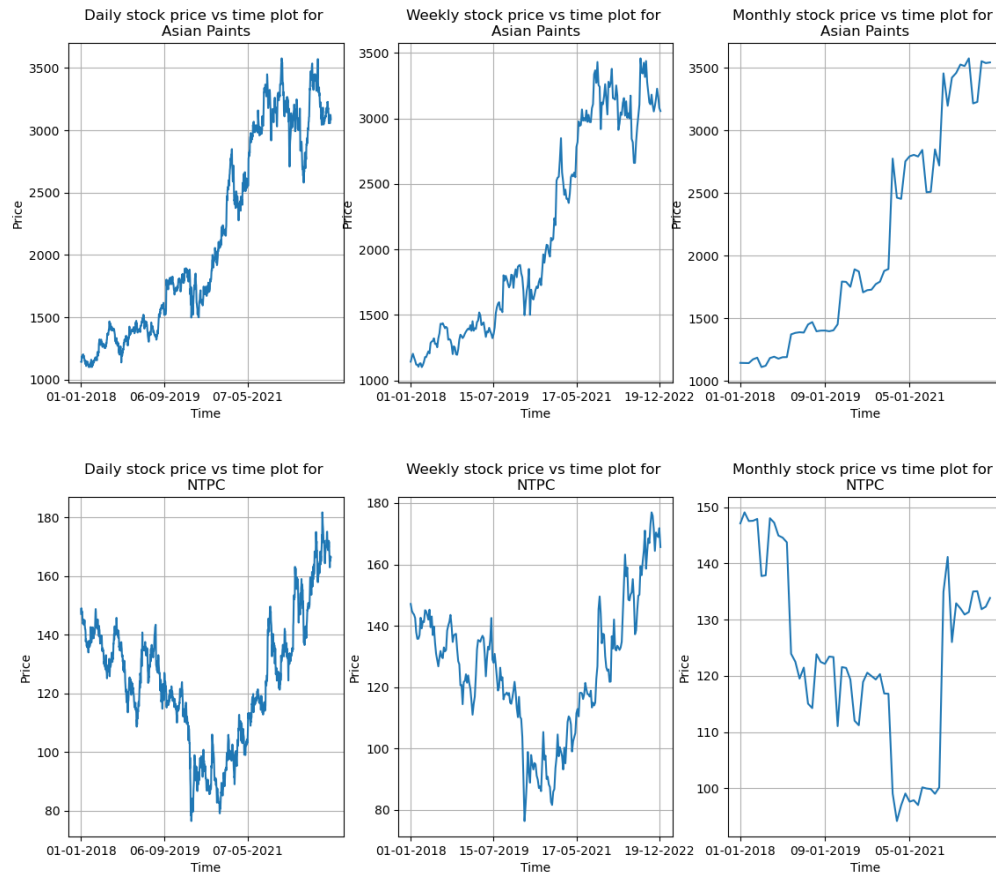 Daily stock price vs time plot for
Asian Paints
Weekly stock price vs time plot for
Asian Paints
Monthly stock price vs time plot for
Asian Paints
3500
3000
2500
2000
1500
1000
Price
01-01-2018 06-09-2019 07-05-2021
Time
3500
3000
2500
2000
1500
1000
Price
01-01-2018 15-07-2019 17-05-2021 19-12-2022
Time
3500
3000
2500
2000
1500
1000
Price
01-01-2018 09-01-2019 05-01-2021
Time
Daily stock price vs time plot for
NTPC
Weekly stock price vs time plot for
NTPC
Monthly stock price vs time plot for
NTPC
180
160
140
120
100
80
Price
01-01-2018 06-09-2019 07-05-2021
Time
180
160
140
120
100
80
Price
01-01-2018 15-07-2019 17-05-2021 19-12-2022
Time
150
140
130
120
110
100
Price
01-01-2018 09-01-2019 05-01-2021
Time